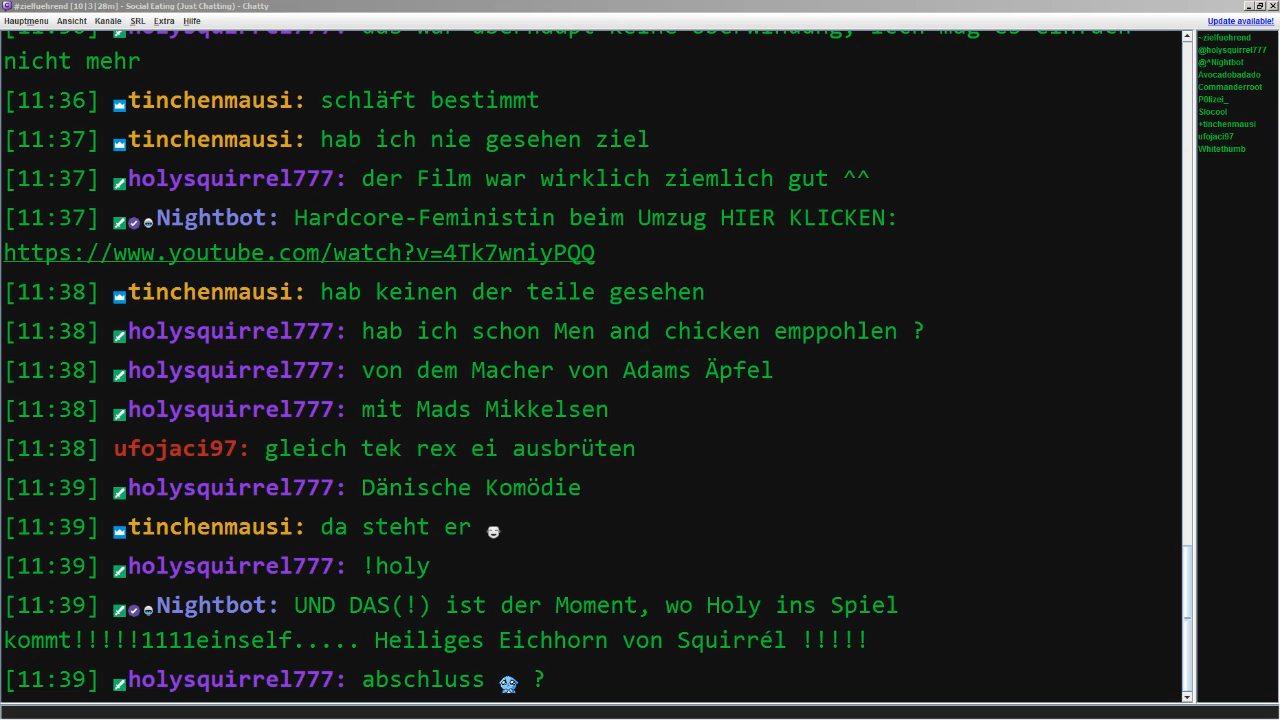 #zielfuehrend [10|3|28m] - Social Eating (Just Chatting) - Chatty
Hauptmenu Ansicht Kanäle SRL Extra Hilfe
Update available!
nicht mehr
[11:36] tinchenmausi: schläft bestimmt
[11:37] tinchenmausi: hab ich nie gesehen ziel
[11:37] holysquirrel777: der Film war wirklich ziemlich gut ^^
[11:37] Nightbot: Hardcore-Feministin beim Umzug HIER KLICKEN:
https://www.youtube.com/watch?v=4Tk7wniyPQQ
[11:38] tinchenmausi: hab keinen der teile gesehen
[11:38] holysquirrel777: hab ich schon Men and chicken emppohlen ?
[11:38] holysquirrel777: von dem Macher von Adams Äpfel
[11:38] holysquirrel777: mit Mads Mikkelsen
[11:38] ufojaci97: gleich tek rex ei ausbrüten
[11:39] holysquirrel777: Dänische Komödie
[11:39] tinchenmausi: da steht er
[11:39] holysquirrel777: !holy
[11:39] Nightbot: UND DAS(!) ist der Moment, wo Holy ins Spiel
kommt!!!!!1111einself..... Heiliges Eichhorn von Squirrél !!!!!
[11:39] holysquirrel777: abschluss ?
~zielfuehrend
@holysquirrel777
@^Nightbot
Avocadobadado
Commanderroot
P0lizei_
Slocool
+tinchenmausi
ufojaci97
Whitethumb